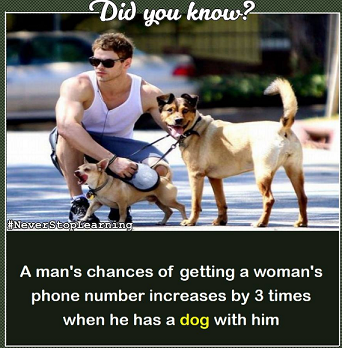 Did you know?
#NeverStopLearning
A man's chances of getting a woman's
phone number increases by 3 times
when he has a dog with him